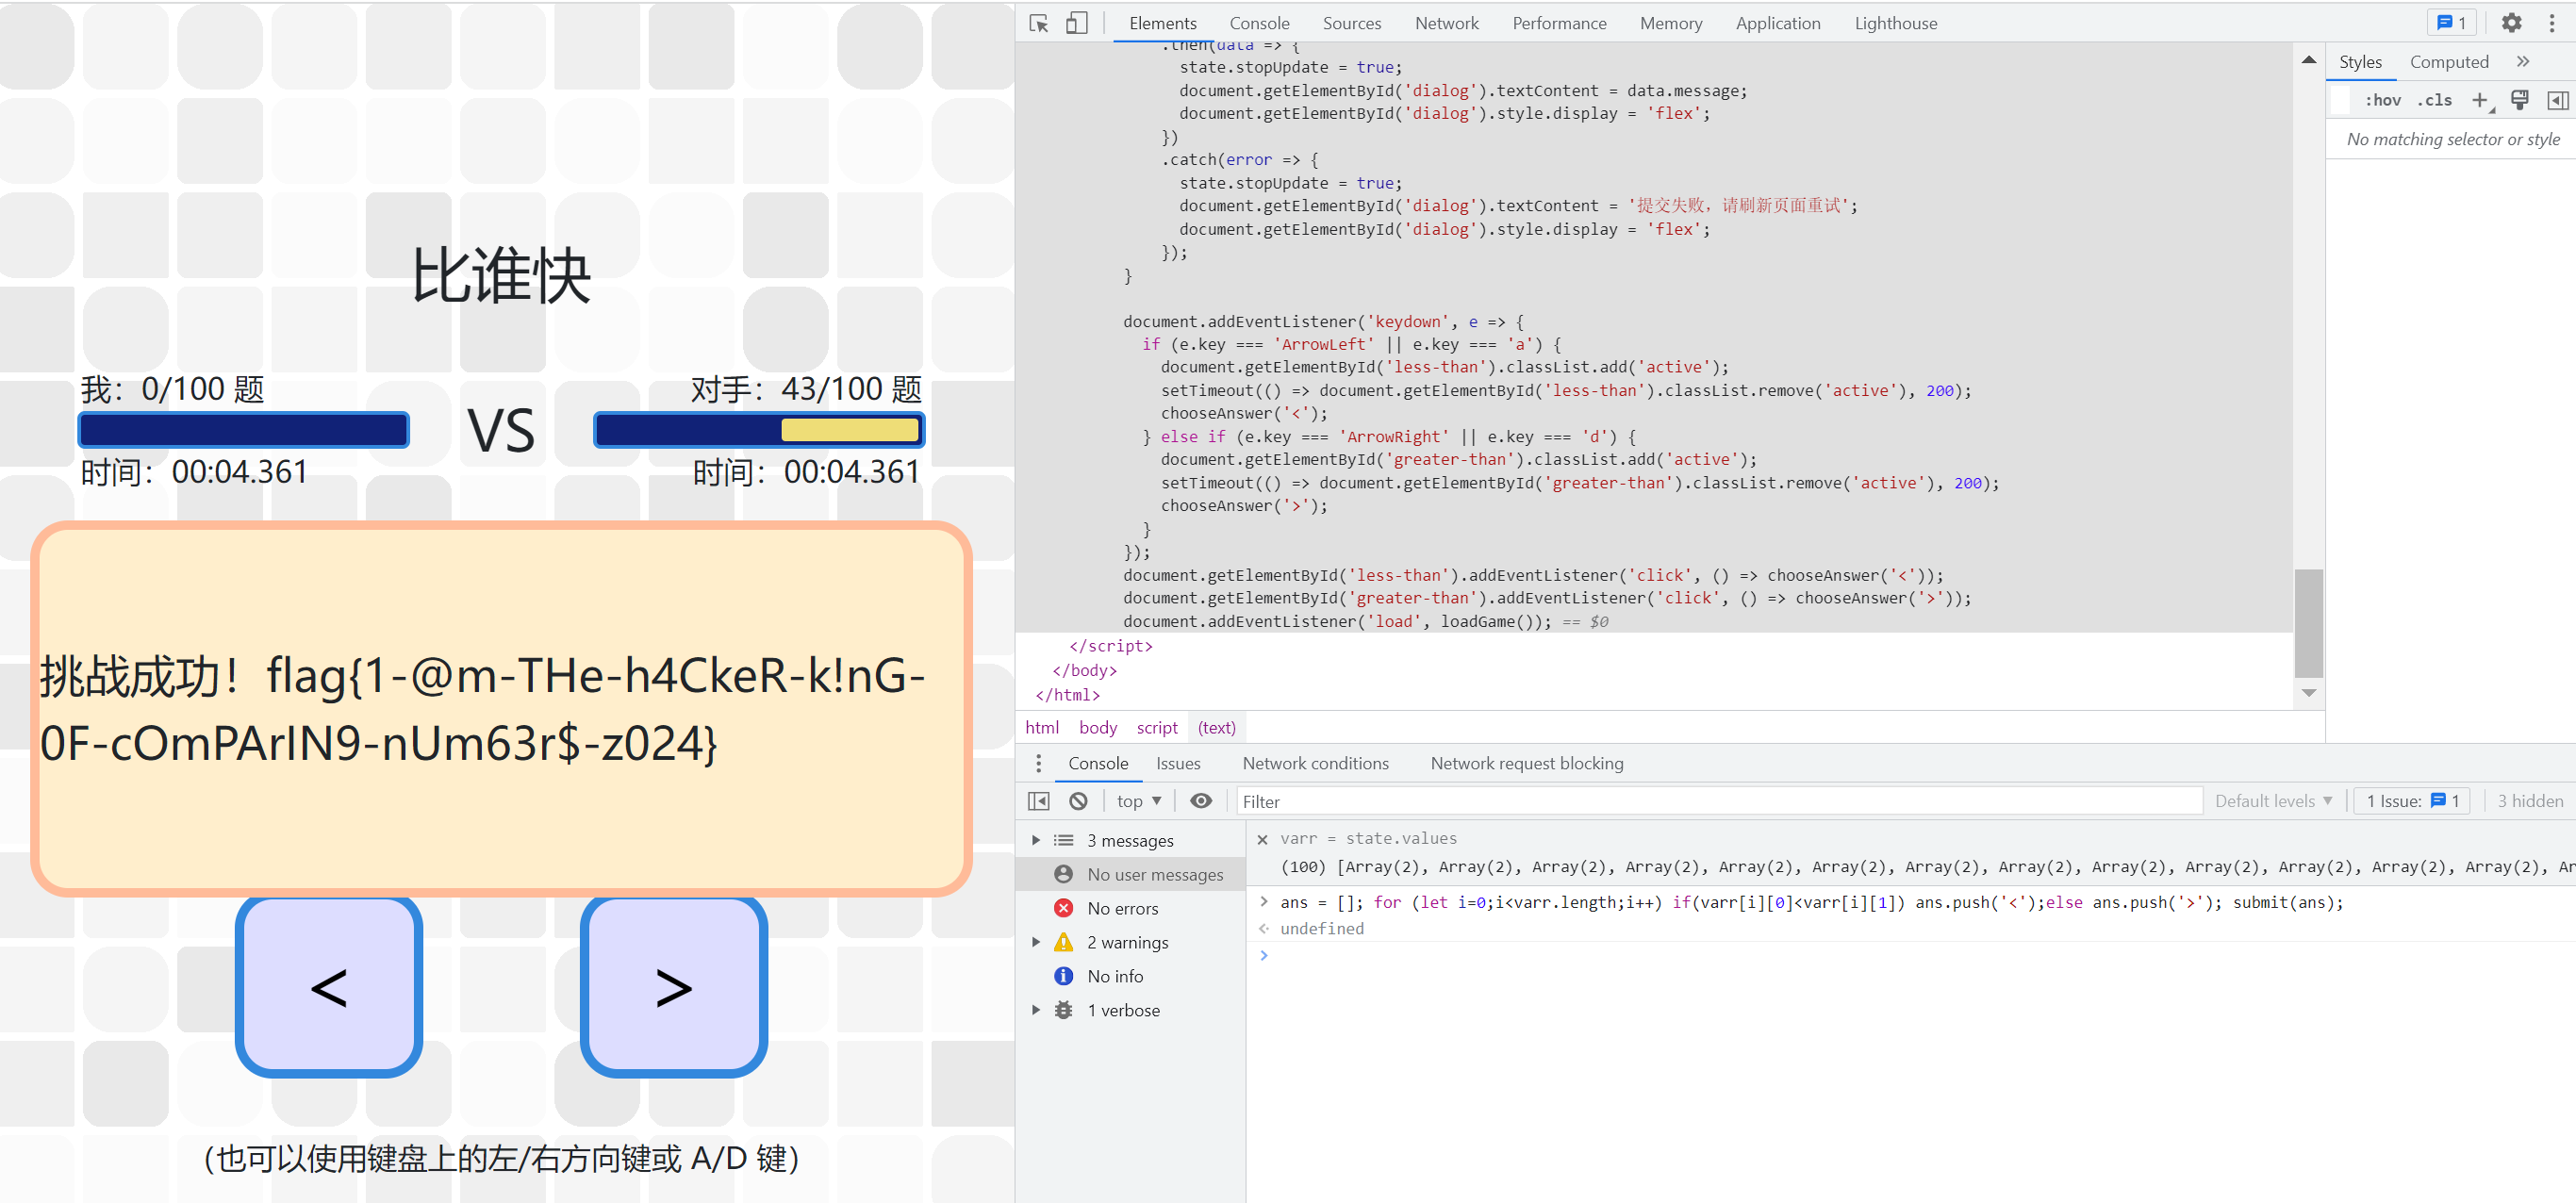 比谁快
我：0/100 题
对手：43/100 题
VS
时间：00:04.361
时间：00:04.361
挑战成功！flag{1-@m-THe-h4CkeR-k!nG-
0F-cOmPArIN9-nUm63r$-z024}
<
>
（也可以使用键盘上的左/右方向键或 A/D 键）
Elements Console Sources Network Performance Memory Application Lighthouse 1
.then(data => {
state.stopUpdate = true;
document.getElementById('dialog').textContent = data.message;
document.getElementById('dialog').style.display = 'flex';
})
.catch(error => {
state.stopUpdate = true;
document.getElementById('dialog').textContent = '提交失败，请刷新页面重试';
document.getElementById('dialog').style.display = 'flex';
});
}
document.addEventListener('keydown', e => {
if (e.key === 'ArrowLeft' || e.key === 'a') {
document.getElementById('less-than').classList.add('active');
setTimeout(() => document.getElementById('less-than').classList.remove('active'), 200);
chooseAnswer('<');
} else if (e.key === 'ArrowRight' || e.key === 'd') {
document.getElementById('greater-than').classList.add('active');
setTimeout(() => document.getElementById('greater-than').classList.remove('active'), 200);
chooseAnswer('>');
}
});
document.getElementById('less-than').addEventListener('click', () => chooseAnswer('<'));
document.getElementById('greater-than').addEventListener('click', () => chooseAnswer('>'));
document.addEventListener('load', loadGame()); == $0
</script>
</body>
</html>
html body script (text)
Styles Computed »
:hov .cls +
No matching selector or style
Console Issues Network conditions Network request blocking
top ▼ Filter Default levels ▼ 1 Issue: 1 3 hidden
3 messages
No user messages
No errors
2 warnings
No info
1 verbose
varr = state.values
(100) [Array(2), Array(2), Array(2), Array(2), Array(2), Array(2), Array(2), Array(2), Array(2), Array(2), Array(2), Array(2), Array(2), Ar
> ans = []; for (let i=0;i<varr.length;i++) if(varr[i][0]<varr[i][1]) ans.push('<');else ans.push('>'); submit(ans);
undefined
>